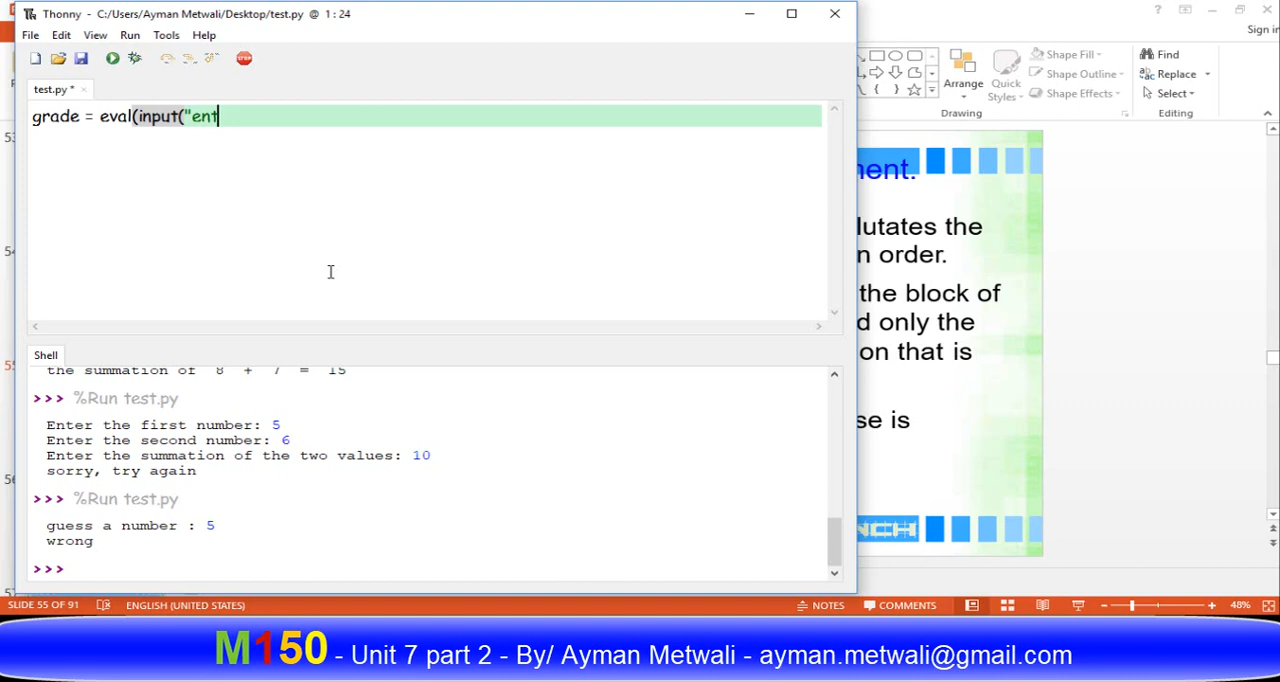 Thonny - C:/Users/Ayman Metwali/Desktop/test.py @ 1:24
File Edit View Run Tools Help
STOP
test.py *
grade = eval(input("ent
Shell
the summation of 8 + 7 = 15
>>> %Run test.py
Enter the first number: 5
Enter the second number: 6
Enter the summation of the two values: 10
sorry, try again
>>> %Run test.py
guess a number : 5
wrong
>>>
Sign in
Arrange
Quick Styles
Shape Fill
Shape Outline
Shape Effects
Drawing
Find
Replace
Select
Editing
ment.
lutates the
n order.
the block of
d only the
on that is
se is
NCH
SLIDE 55 OF 91 ENGLISH (UNITED STATES) NOTES COMMENTS 48%
M150 - Unit 7 part 2 - By/ Ayman Metwali - ayman.metwali@gmail.com